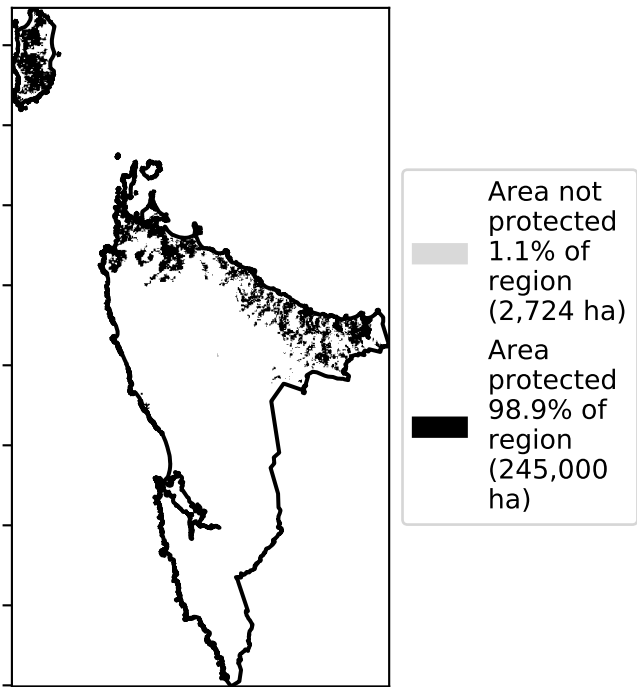 Area not
protected
1.1% of
region
(2,724 ha)
Area
protected
98.9% of
region
(245,000
ha)